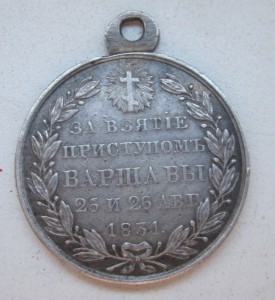 ЗА ВЗЯТІЕ
ПРИСТУПОМЪ
ВАРШАВЫ
25 И 26 АВГ.
1831.